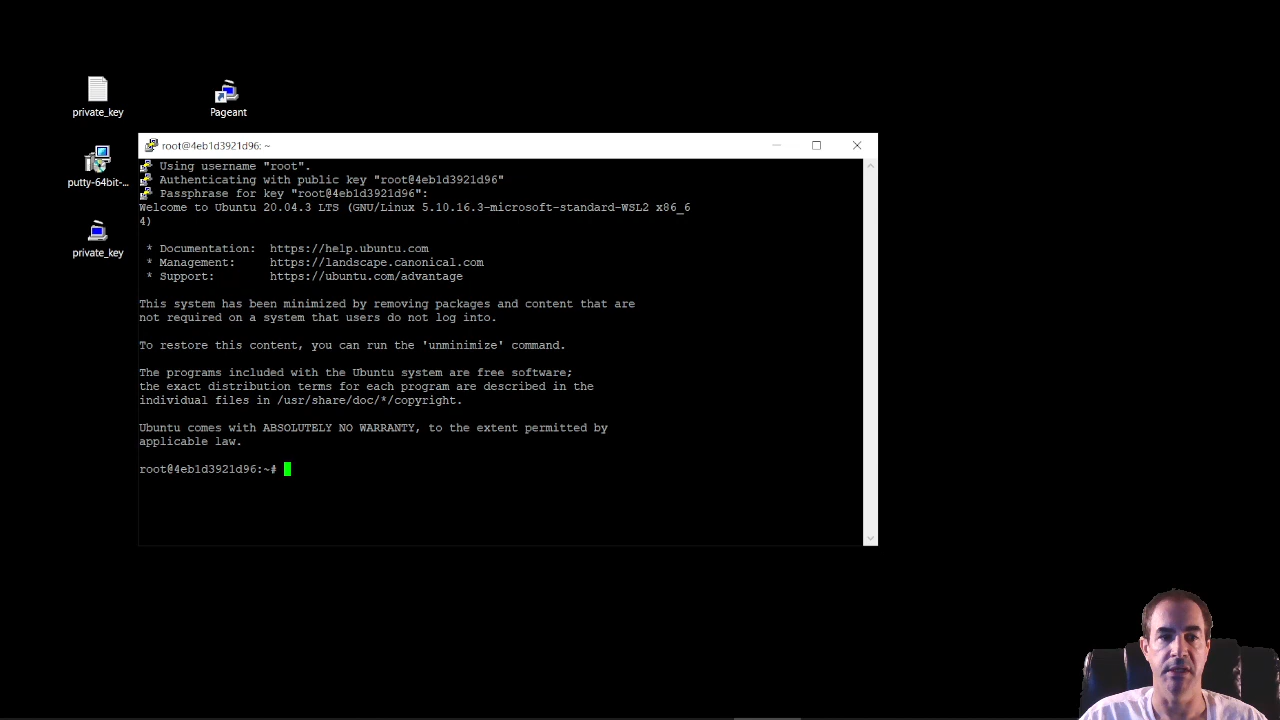 private_key
Pageant
putty-64bit-...
private_key
root@4eb1d3921d96: ~
Using username "root".
Authenticating with public key "root@4eb1d3921d96"
Passphrase for key "root@4eb1d3921d96":
Welcome to Ubuntu 20.04.3 LTS (GNU/Linux 5.10.16.3-microsoft-standard-WSL2 x86_6
4)
* Documentation:  https://help.ubuntu.com
* Management:     https://landscape.canonical.com
* Support:        https://ubuntu.com/advantage
This system has been minimized by removing packages and content that are
not required on a system that users do not log into.
To restore this content, you can run the 'unminimize' command.
The programs included with the Ubuntu system are free software;
the exact distribution terms for each program are described in the
individual files in /usr/share/doc/*/copyright.
Ubuntu comes with ABSOLUTELY NO WARRANTY, to the extent permitted by
applicable law.
root@4eb1d3921d96:~#